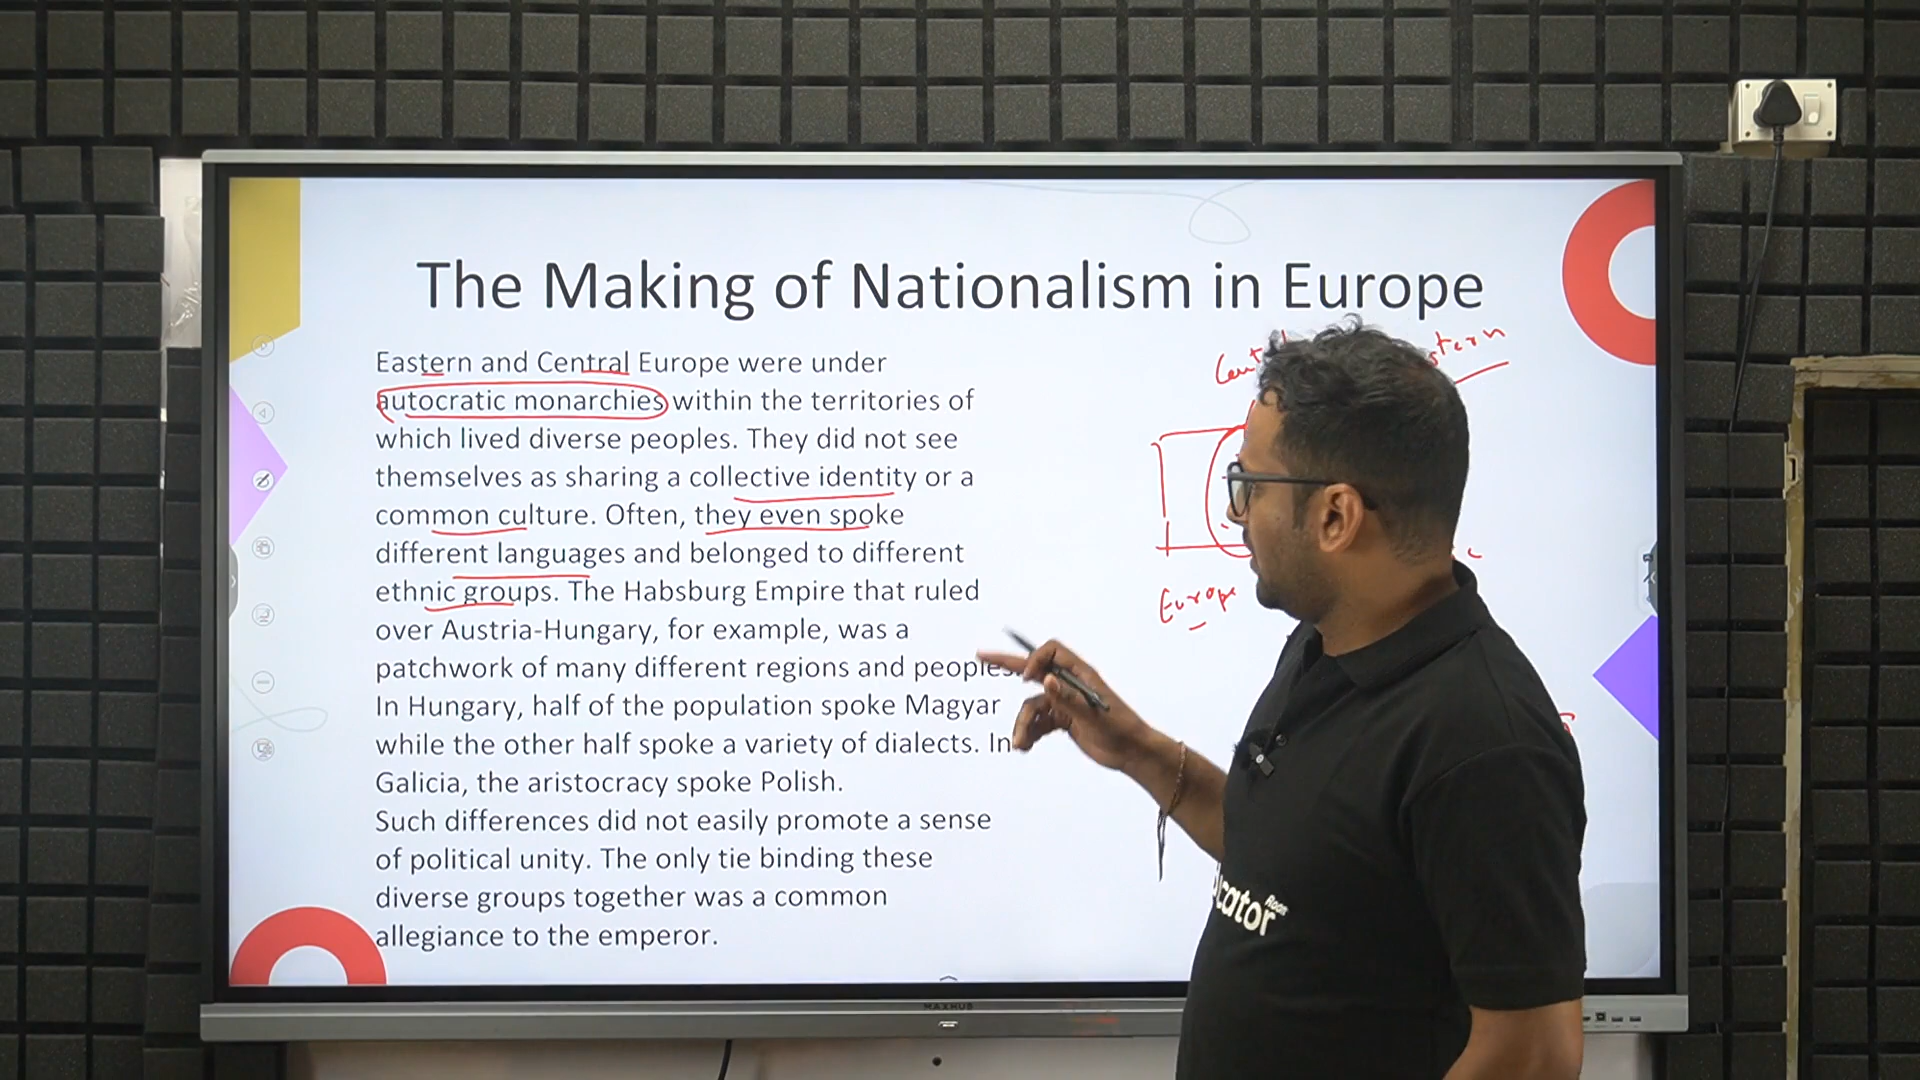 The Making of Nationalism in Europe
Eastern and Central Europe were under
autocratic monarchies within the territories of
which lived diverse peoples. They did not see
themselves as sharing a collective identity or a
common culture. Often, they even spoke
different languages and belonged to different
ethnic groups. The Habsburg Empire that ruled
over Austria-Hungary, for example, was a
patchwork of many different regions and peoples.
In Hungary, half of the population spoke Magyar
while the other half spoke a variety of dialects. In
Galicia, the aristocracy spoke Polish.
Such differences did not easily promote a sense
of political unity. The only tie binding these
diverse groups together was a common
allegiance to the emperor.
stern
Europe
cator
Room
MAXHUB